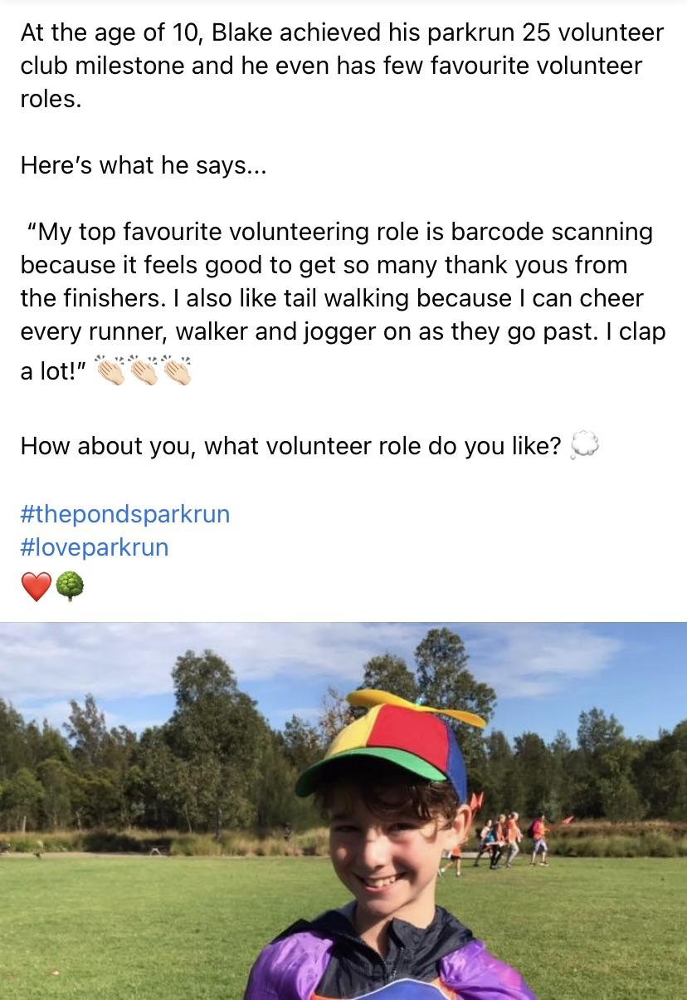 At the age of 10, Blake achieved his parkrun 25 volunteer
club milestone and he even has few favourite volunteer
roles.
Here’s what he says...
“My top favourite volunteering role is barcode scanning
because it feels good to get so many thank yous from
the finishers. I also like tail walking because I can cheer
every runner, walker and jogger on as they go past. I clap
a lot!” 👏🏻👏🏻👏🏻
How about you, what volunteer role do you like? 💭
#thepondsparkrun
#loveparkrun
❤️🌳